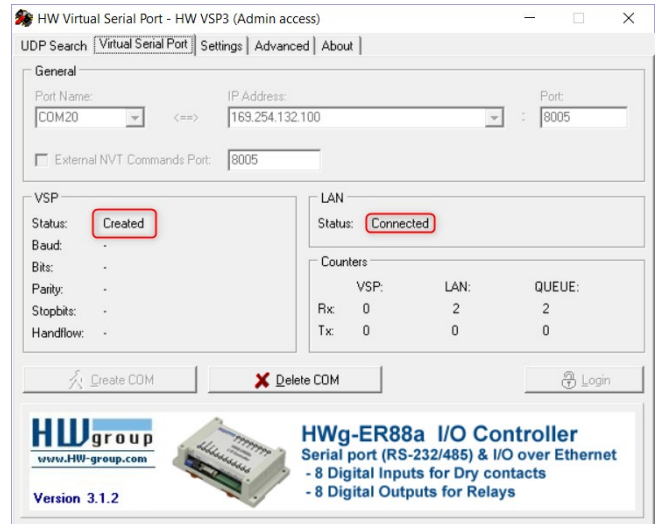 HW Virtual Serial Port - HW VSP3 (Admin access)
UDP Search Virtual Serial Port Settings Advanced About
General
Port Name: IP Address: Port:
COM20 <==> 169.254.132.100 : 8005
External NVT Commands Port: 8005
VSP
Status: Created
Baud: -
Bits: -
Parity: -
Stopbits: -
Handflow: -
LAN
Status: Connected
Counters
VSP: LAN: QUEUE:
Rx: 0 2 2
Tx: 0 0 0
Create COM Delete COM Login
HW group
www.HW-group.com
Version 3.1.2
HWg-ER88a I/O Controller
Serial port (RS-232/485) & I/O over Ethernet
- 8 Digital Inputs for Dry contacts
- 8 Digital Outputs for Relays